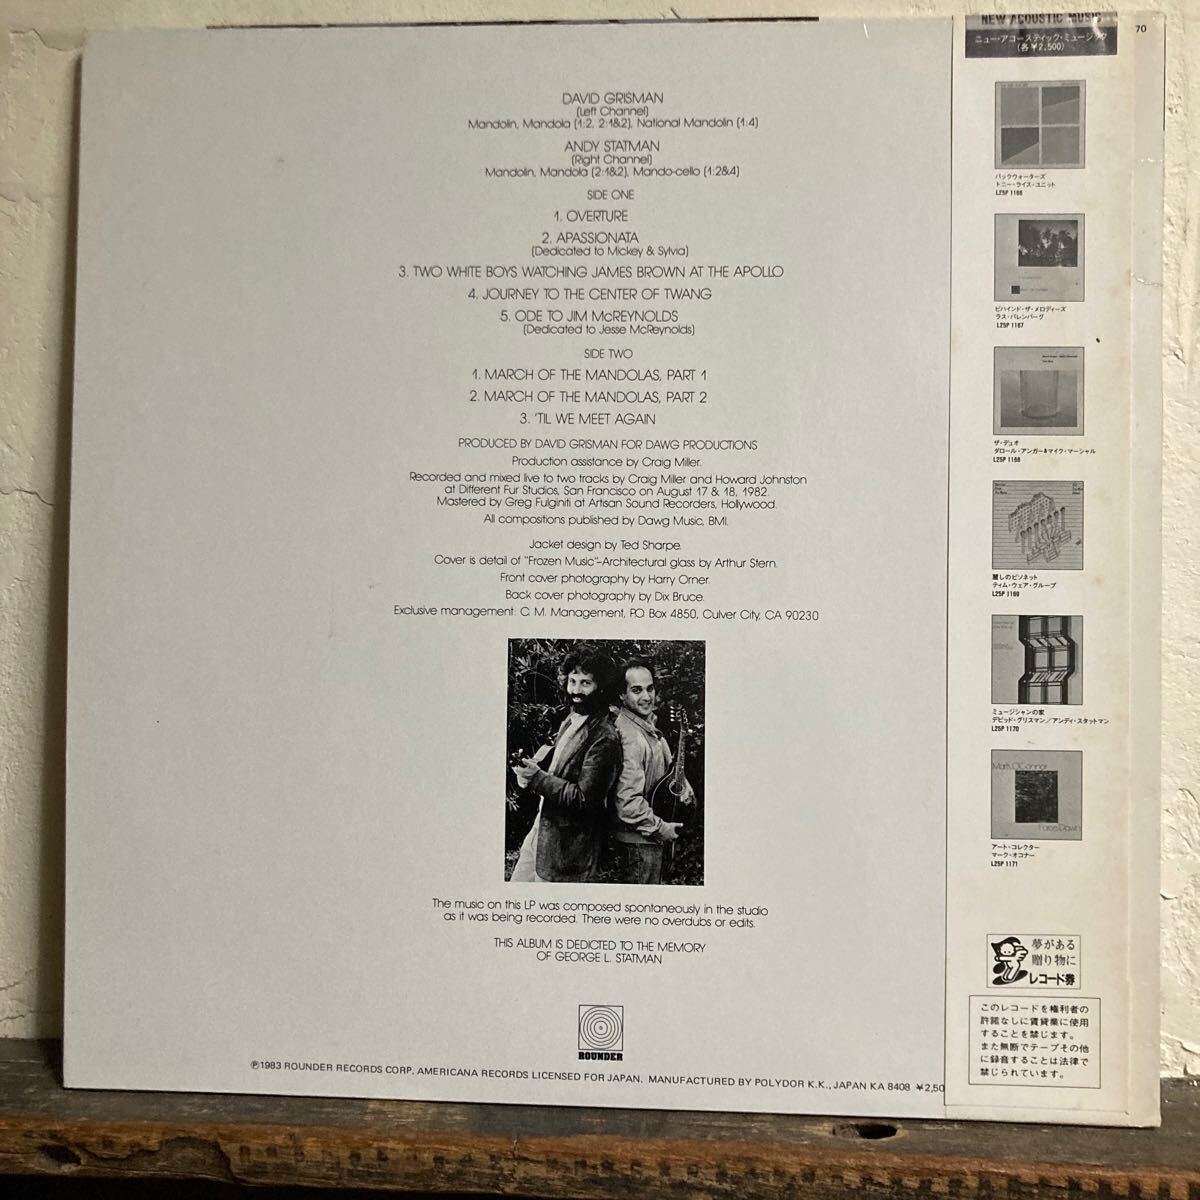 DAVID GRISMAN
(Left Channel)
Mandolin, Mandola (1:2, 2:1&2), National Mandolin (1:4)
ANDY STATMAN
(Right Channel)
Mandolin, Mandola (2:1&2), Mando-cello (1:2&4)
SIDE ONE
1. OVERTURE
2. APASSIONATA
(Dedicated to Mickey & Sylvia)
3. TWO WHITE BOYS WATCHING JAMES BROWN AT THE APOLLO
4. JOURNEY TO THE CENTER OF TWANG
5. ODE TO JIM McREYNOLDS
(Dedicated to Jesse McReynolds)
SIDE TWO
1. MARCH OF THE MANDOLAS, PART 1
2. MARCH OF THE MANDOLAS, PART 2
3. 'TIL WE MEET AGAIN
PRODUCED BY DAVID GRISMAN FOR DAWG PRODUCTIONS
Production assistance by Craig Miller.
Recorded and mixed live to two tracks by Craig Miller and Howard Johnston
at Different Fur Studios, San Francisco on August 17 & 18, 1982.
Mastered by Greg Fulginiti at Artisan Sound Recorders, Hollywood.
All compositions published by Dawg Music, BMI.
Jacket design by Ted Sharpe.
Cover is detail of "Frozen Music"–Architectural glass by Arthur Stern.
Front cover photography by Harry Orner.
Back cover photography by Dix Bruce.
Exclusive management: C. M. Management, P.O. Box 4850, Culver City, CA 90230
The music on this LP was composed spontaneously in the studio
as it was being recorded. There were no overdubs or edits.
THIS ALBUM IS DEDICTED TO THE MEMORY
OF GEORGE L. STATMAN
ROUNDER
℗1983 ROUNDER RECORDS CORP. AMERICANA RECORDS LICENSED FOR JAPAN. MANUFACTURED BY POLYDOR K.K., JAPAN KA 8408 ¥2,50
NEW ACOUSTIC MUSIC
ニュー・アコースティック・ミュージック
(各¥2,500)
70
バックウォーターズ
トニー・ライス・ユニット
L25P 1166
ビハインド・ザ・メロディーズ
ラス・バレンバーグ
L25P 1167
ザ・デュオ
ダロール・アンガー&マイク・マーシャル
L25P 1168
麗しのビソネット
ティム・ウェア・グループ
L25P 1169
ミュージシャンの家
デビッド・グリスマン/アンディ・スタットマン
L25P 1170
Mark O'Connor
False Dawn
アート・コレクター
マーク・オコナー
L25P 1171
夢がある
贈り物に
レコード券
このレコードを権利者の
許諾なしに賃貸業に使用
することを禁じます。
また無断でテープその他
に録音することは法律で
禁じられています。